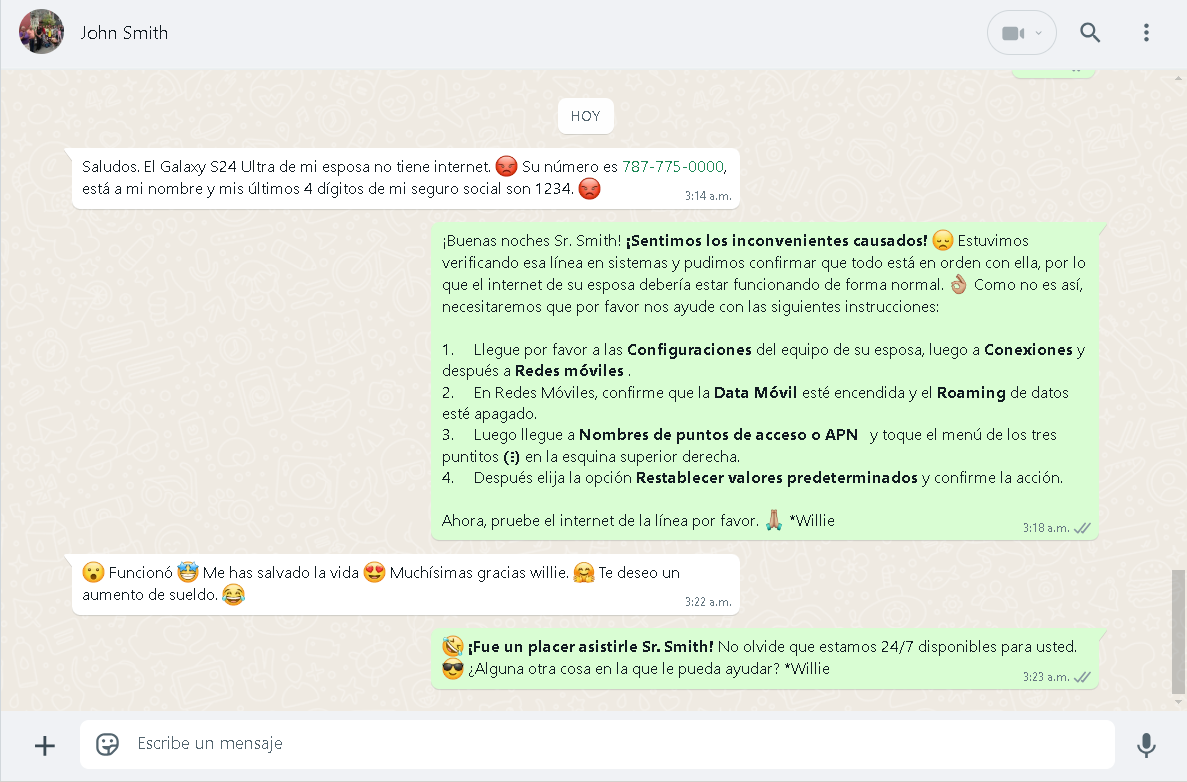 John Smith
HOY
Saludos. El Galaxy S24 Ultra de mi esposa no tiene internet. 😡 Su número es 787-775-0000,
está a mi nombre y mis últimos 4 dígitos de mi seguro social son 1234. 😡
3:14 a.m.
¡Buenas noches Sr. Smith! ¡Sentimos los inconvenientes causados! 😞 Estuvimos
verificando esa línea en sistemas y pudimos confirmar que todo está en orden con ella, por lo
que el internet de su esposa debería estar funcionando de forma normal. 👌🏼 Como no es así,
necesitaremos que por favor nos ayude con las siguientes instrucciones:
1. Llegue por favor a las Configuraciones del equipo de su esposa, luego a Conexiones y
después a Redes móviles .
2. En Redes Móviles, confirme que la Data Móvil esté encendida y el Roaming de datos
esté apagado.
3. Luego llegue a Nombres de puntos de acceso o APN y toque el menú de los tres
puntitos (⋮) en la esquina superior derecha.
4. Después elija la opción Restablecer valores predeterminados y confirme la acción.
Ahora, pruebe el internet de la línea por favor. 🙏🏼 *Willie
3:18 a.m.
😮 Funcionó 🤩 Me has salvado la vida 😍 Muchísimas gracias willie. 🤗 Te deseo un
aumento de sueldo. 😂
3:22 a.m.
🤣 ¡Fue un placer asistirle Sr. Smith! No olvide que estamos 24/7 disponibles para usted.
😎 ¿Alguna otra cosa en la que le pueda ayudar? *Willie
3:23 a.m.
Escribe un mensaje